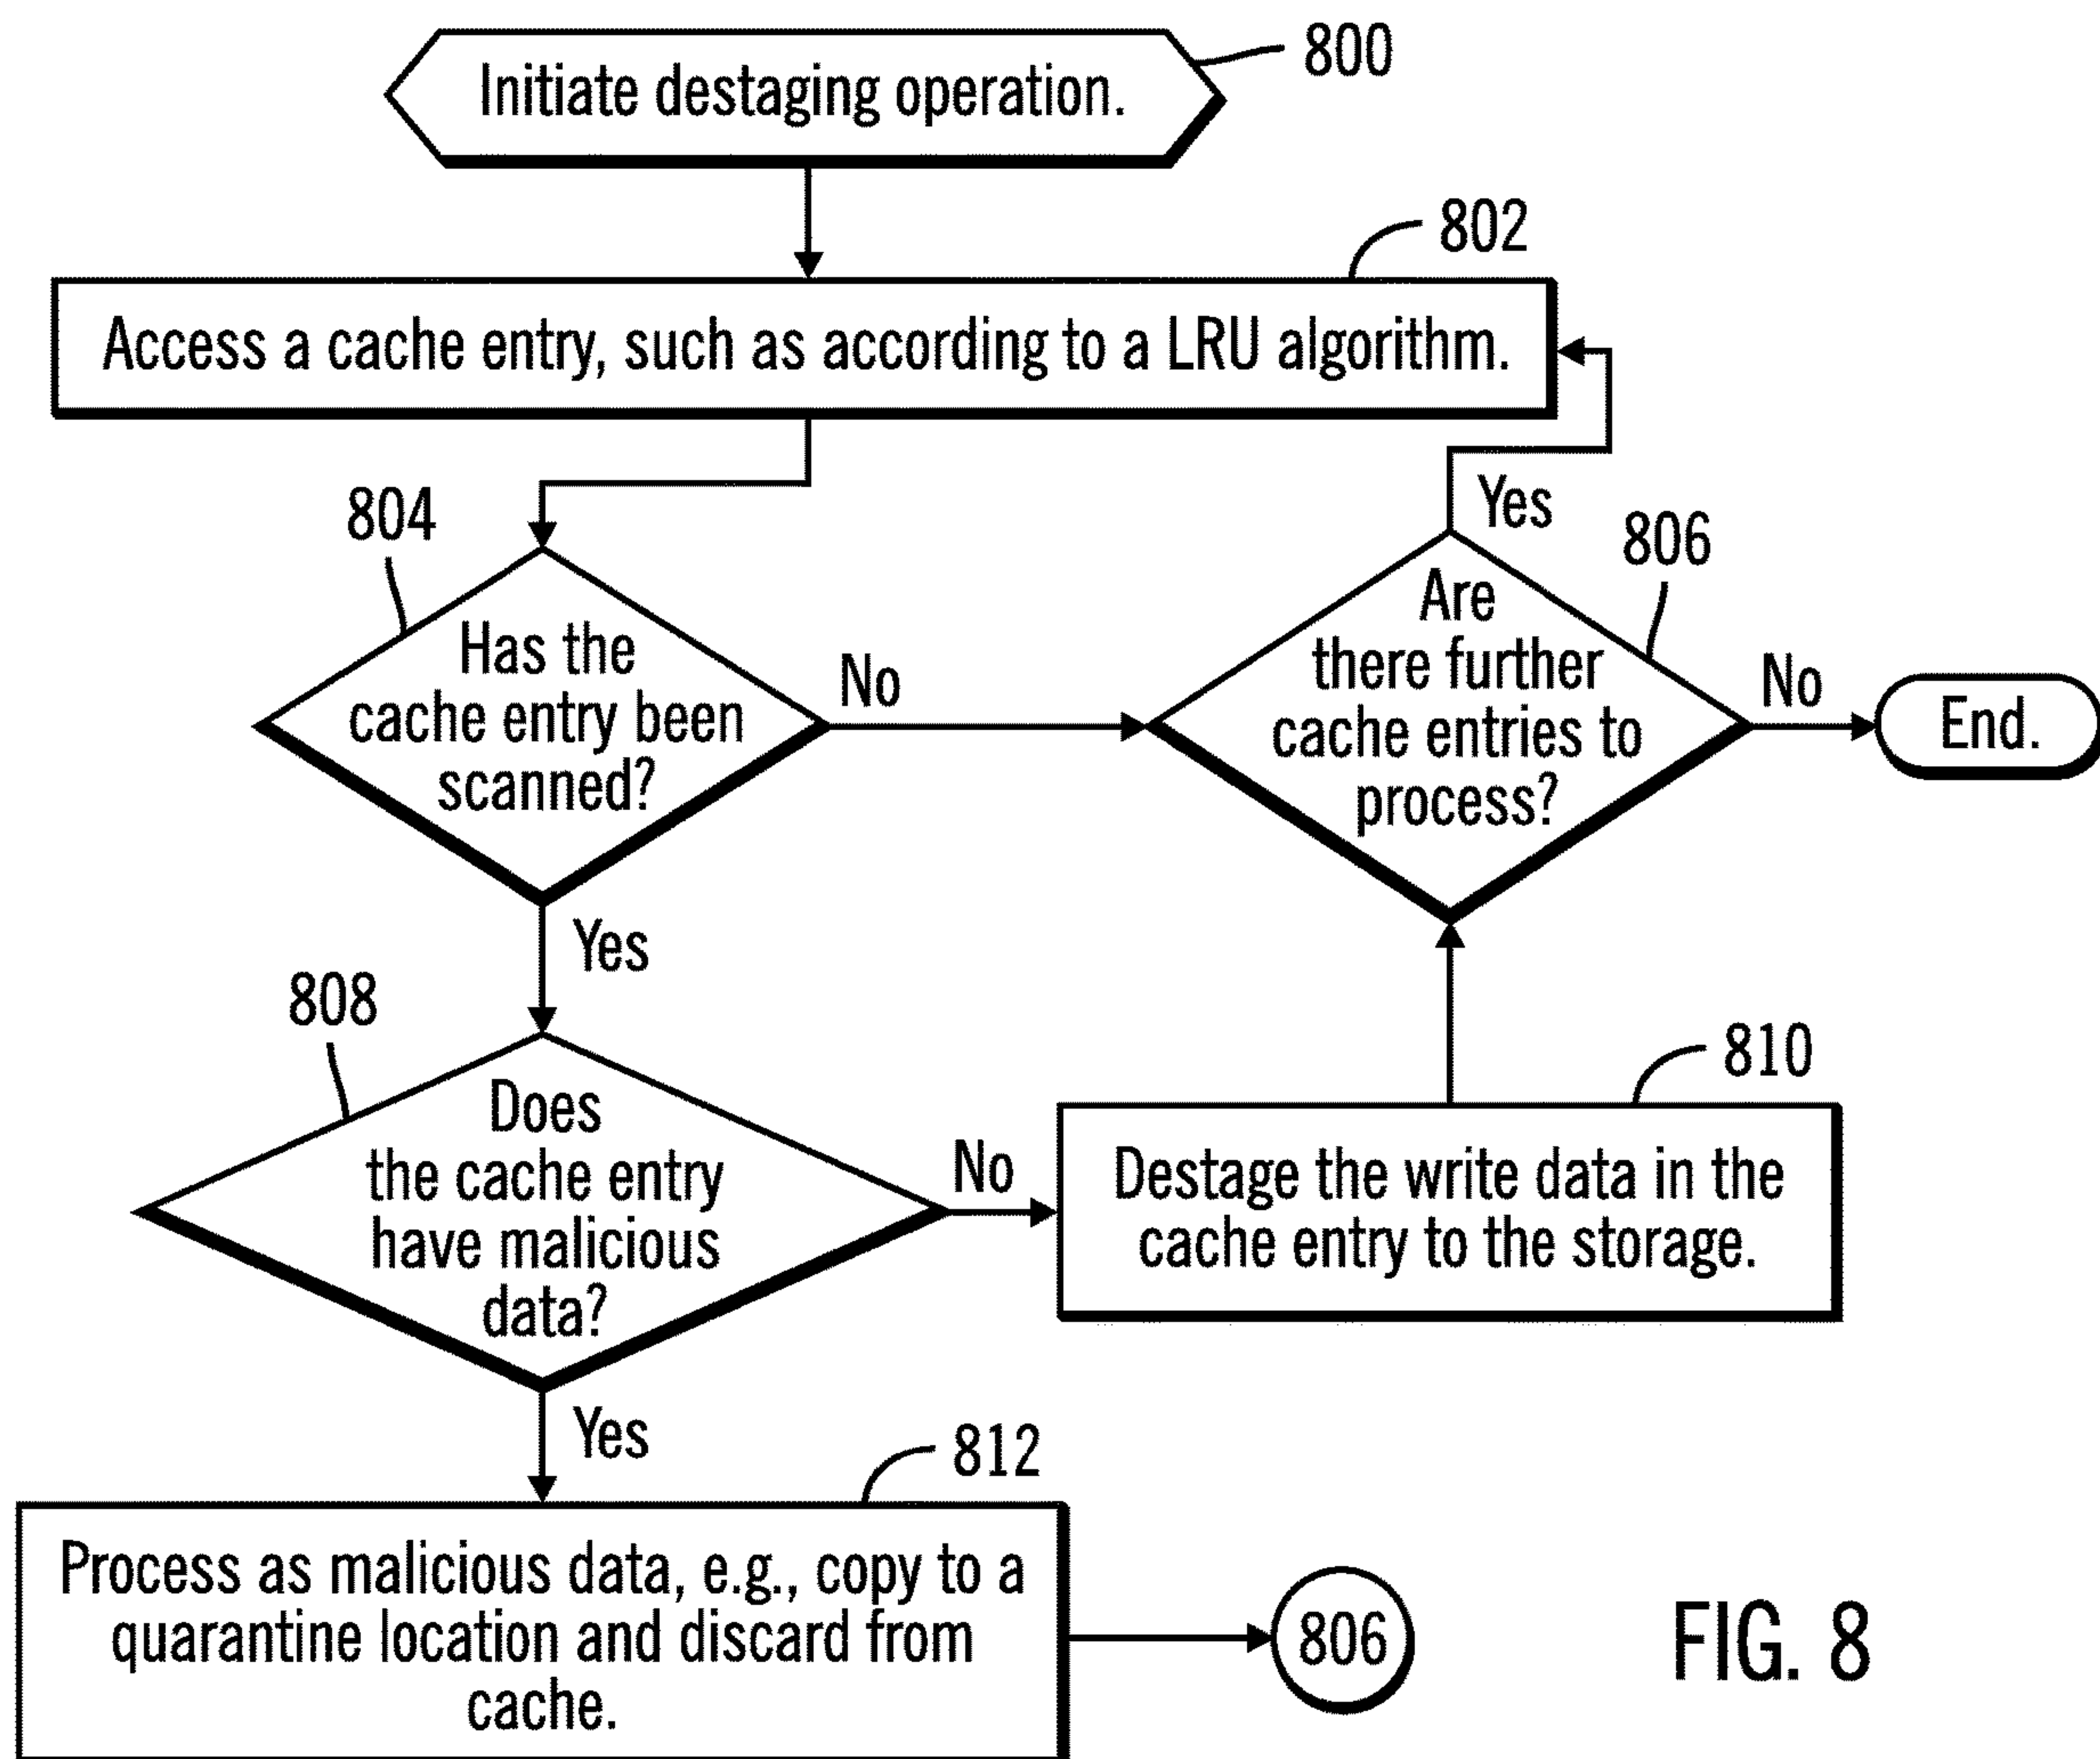 Initiate destaging operation.
800
802
Access a cache entry, such as according to a LRU algorithm.
804
Has the
cache entry been
scanned?
No
Yes
806
Are
there further
cache entries to
process?
Yes
No
End.
808
Does
the cache entry
have malicious
data?
No
Yes
810
Destage the write data in the
cache entry to the storage.
812
Process as malicious data, e.g., copy to a
quarantine location and discard from
cache.
806
FIG. 8